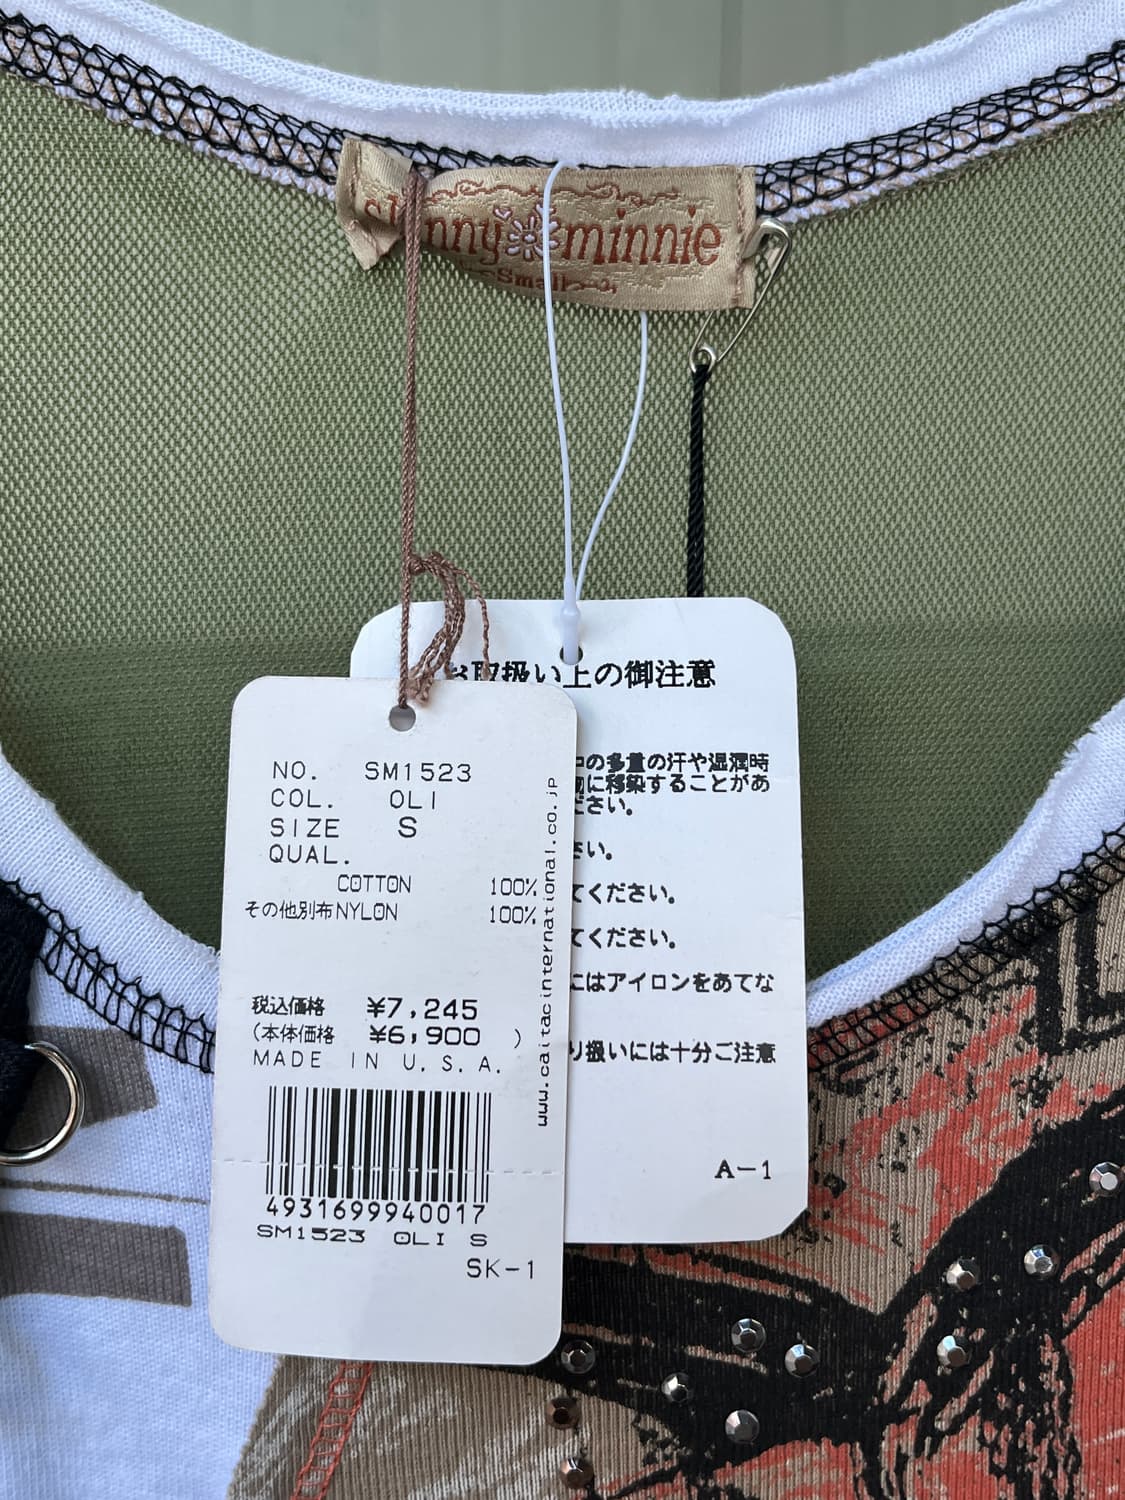 minnie
Small
お取扱い上の御注意
の多量の汗や湿潤時
に移染することがあ
ださい。
さい。
てください。
てください。
にはアイロンをあてな
り扱いには十分ご注意
A-1
NO. SM1523
COL. OLI
SIZE S
QUAL.
COTTON 100%
その他別布NYLON 100%
税込価格 ¥7,245
(本体価格 ¥6,900 )
MADE IN U.S.A.
4931699940017
SM1523 OLI S
SK-1
www.caitacinternational.co.jp